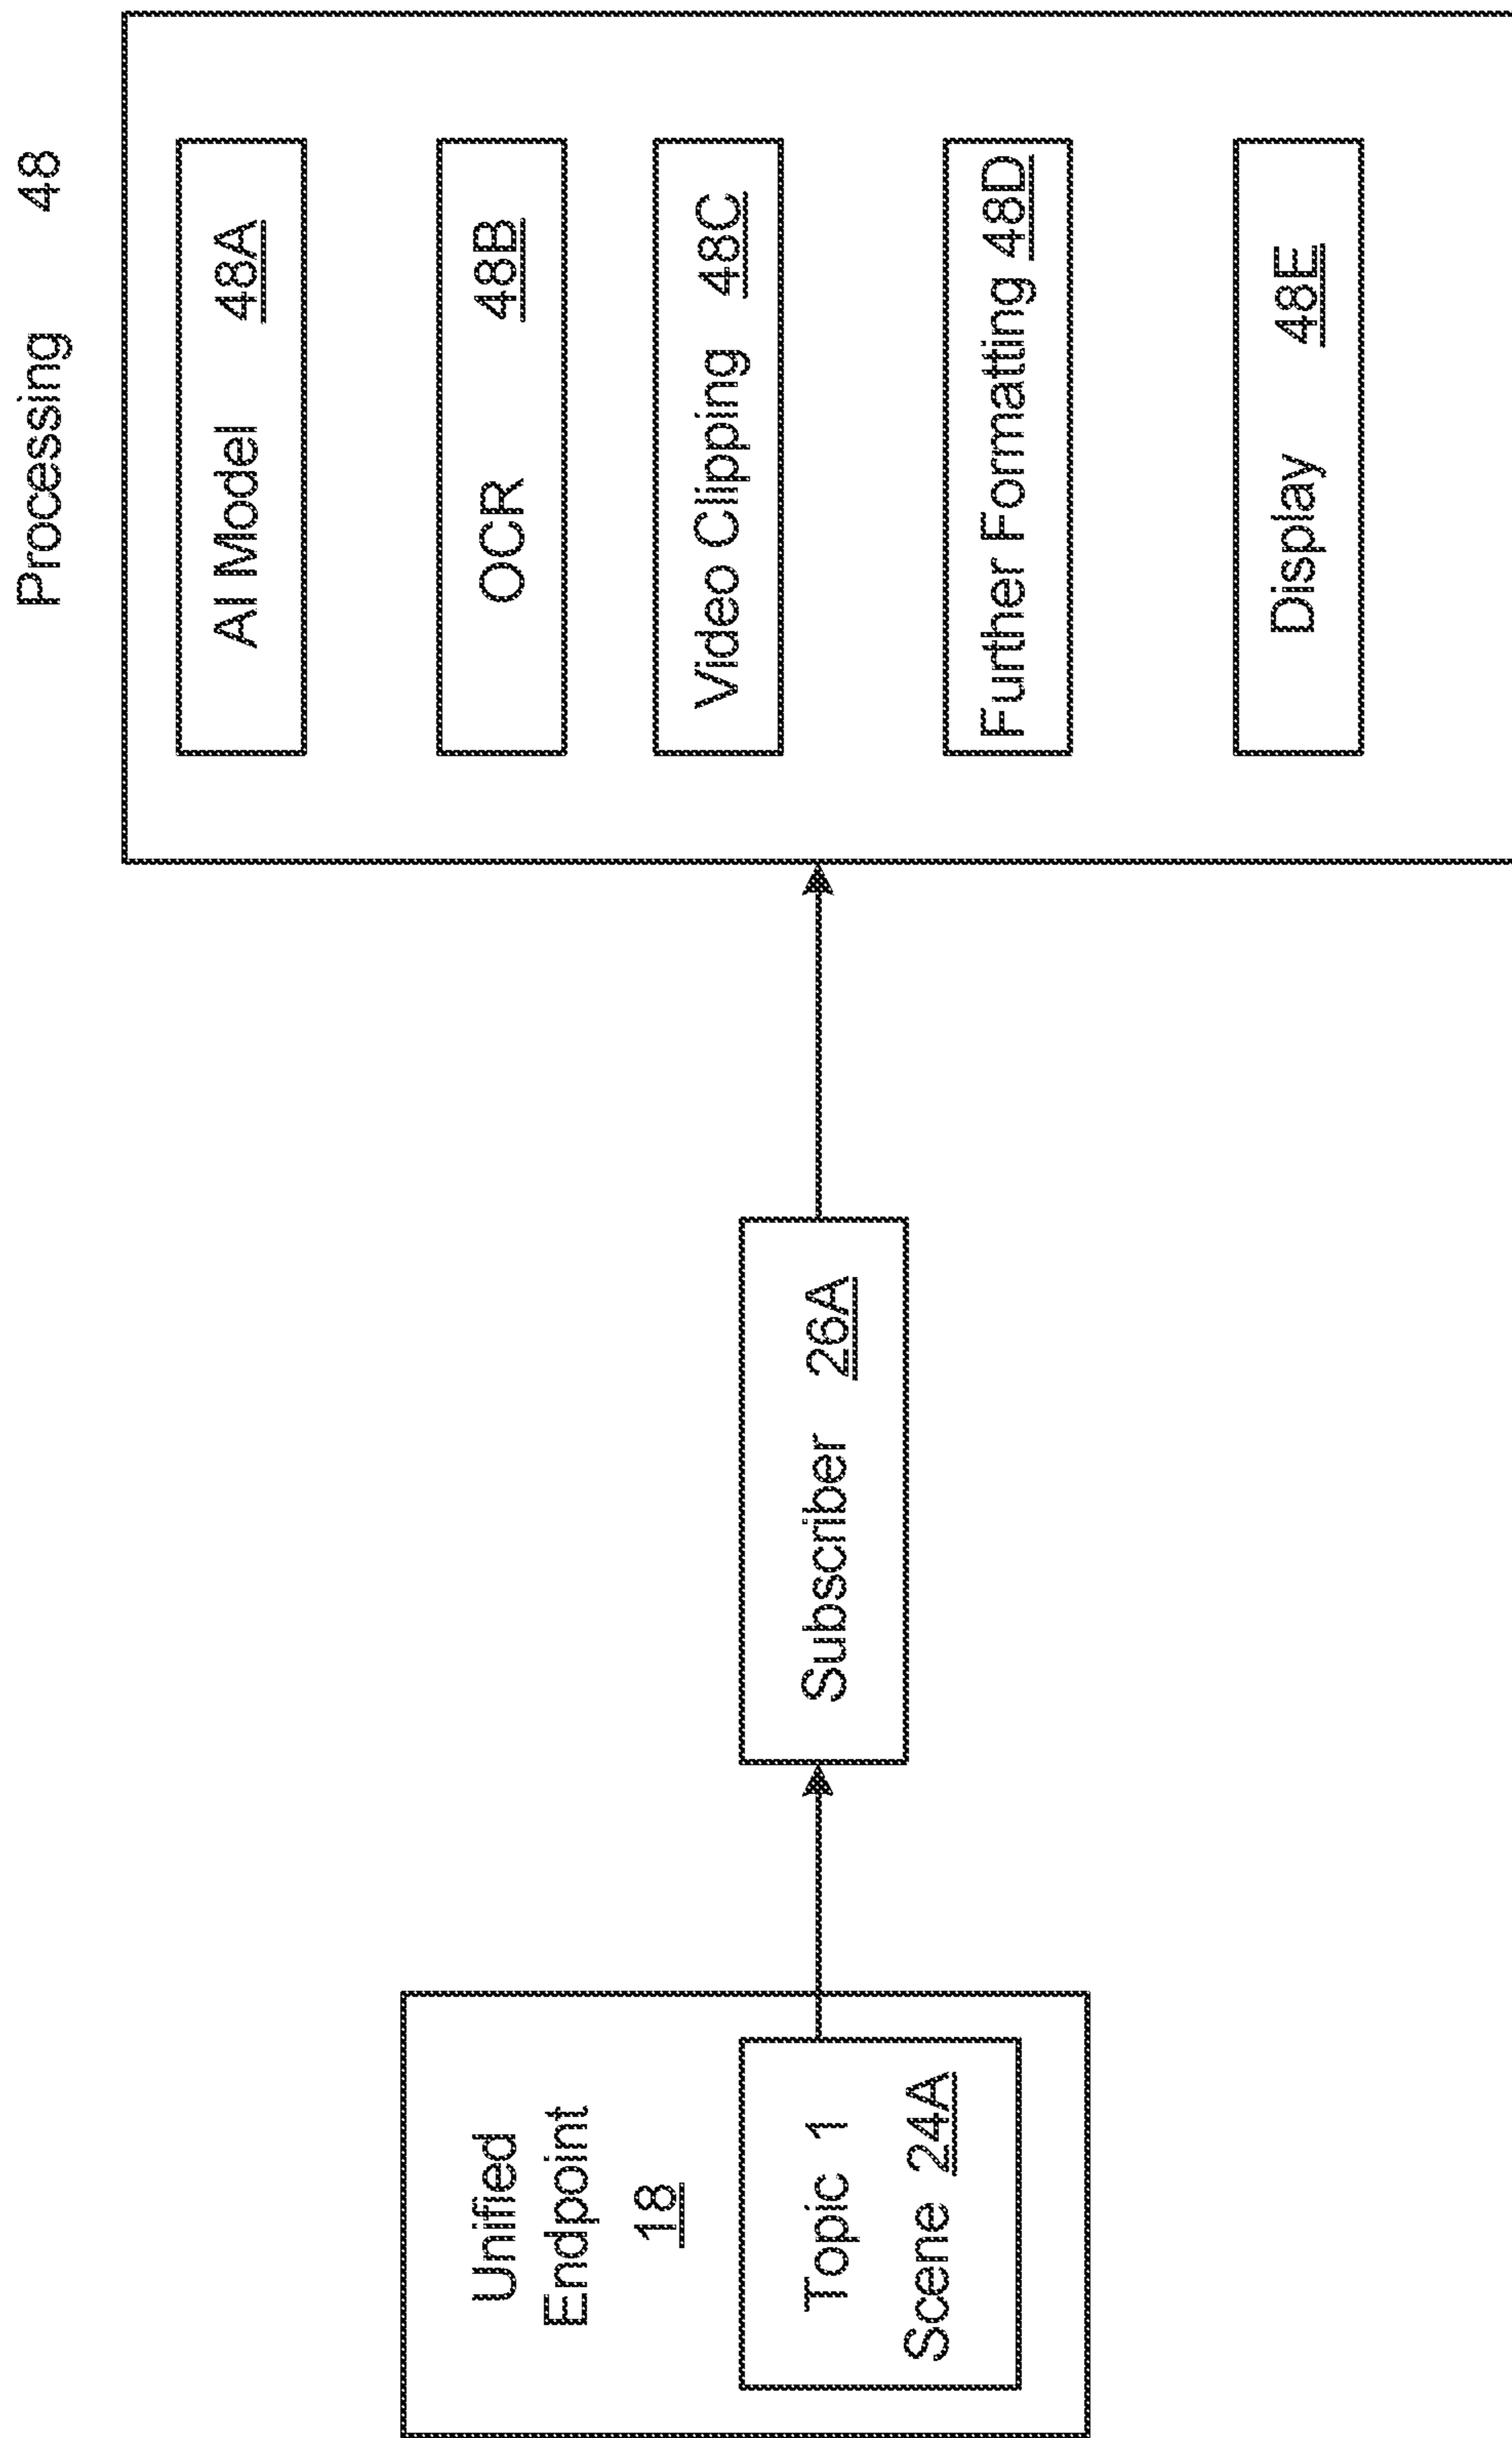 Unified
Endpoint
18
Topic 1
Scene 24A
Subscriber 26A
Processing 48
AI Model 48A
OCR 48B
Video Clipping 48C
Further Formatting 48D
Display 48E